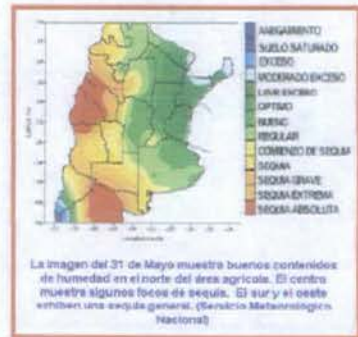 ANEGAMIENTO
SUELO SATURADO
EXCESO
MODERADO EXCESO
LEVE EXCESO
OPTIMO
BUENO
REGULAR
COMIENZO DE SEQUIA
SEQUIA
SEQUIA GRAVE
SEQUIA EXTREMA
SEQUIA ABSOLUTA
La imagen del 31 de Mayo muestra buenos contenidos
de humedad en el norte del área agrícola. El centro
muestra algunos focos de sequía. El sur y el oeste
exhiben una sequía general. (Servicio Meteorológico
Nacional)